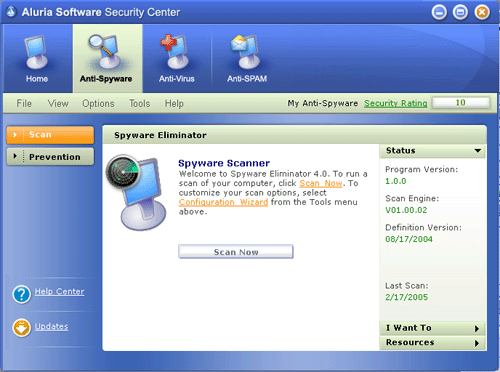 Aluria Software Security Center
Home
Anti-Spyware
Anti-Virus
Anti-SPAM
File View Options Tools Help
My Anti-Spyware Security Rating 10
Scan
Prevention
Help Center
Updates
Spyware Eliminator
Spyware Scanner
Welcome to Spyware Eliminator 4.0. To run a
scan of your computer, click Scan Now. To
customize your scan options, select
Configuration Wizard from the Tools menu
above.
Scan Now
Status
Program Version:
1.0.0
Scan Engine:
V01.00.02
Definition Version:
08/17/2004
Last Scan:
2/17/2005
I Want To
Resources